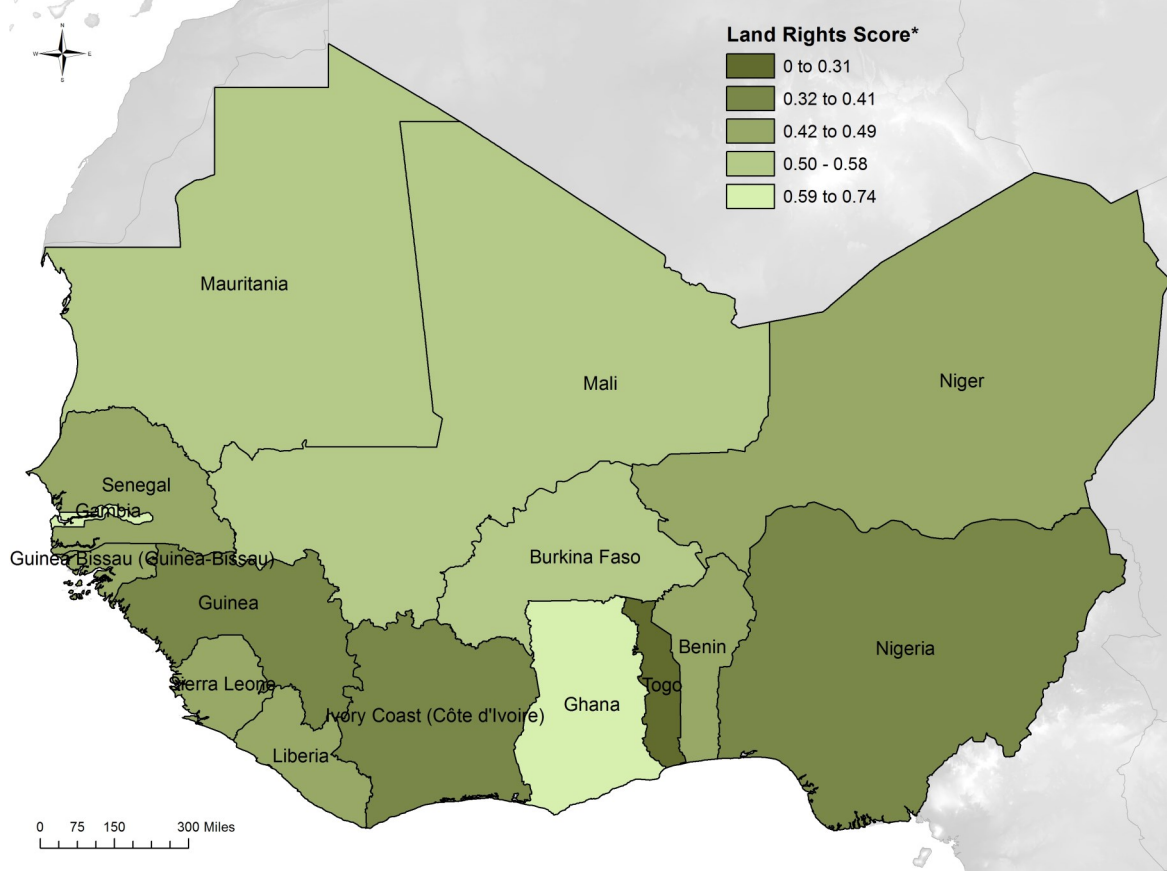 N
W E
S
Land Rights Score*
0 to 0.31
0.32 to 0.41
0.42 to 0.49
0.50 - 0.58
0.59 to 0.74
Mauritania
Mali
Niger
Senegal
Gambia
Guinea Bissau (Guinea-Bissau)
Burkina Faso
Guinea
Benin
Nigeria
Sierra Leone
Togo
Ghana
Ivory Coast (Côte d'Ivoire)
Liberia
0 75 150 300 Miles